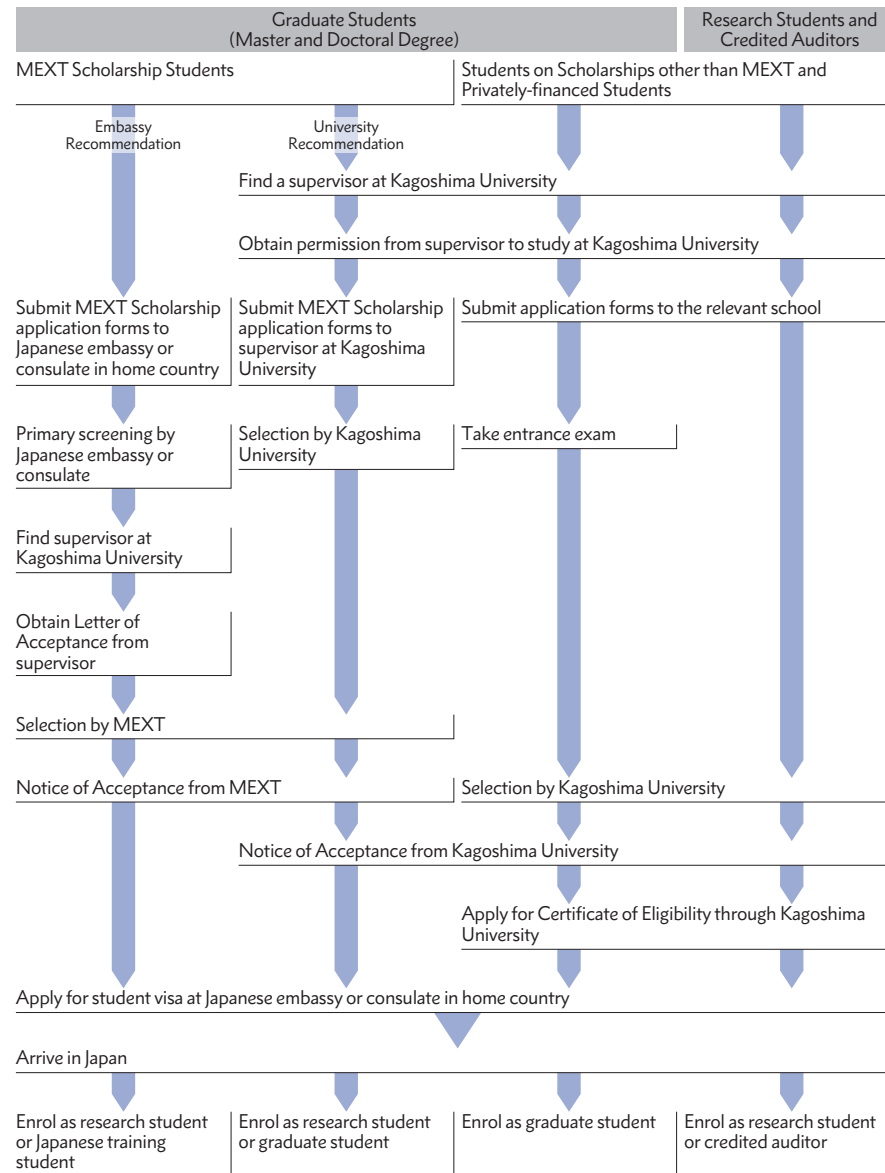 Graduate Students
(Master and Doctoral Degree)
Research Students and
Credited Auditors
MEXT Scholarship Students
Students on Scholarships other than MEXT and
Privately-financed Students
Embassy
Recommendation
University
Recommendation
Find a supervisor at Kagoshima University
Obtain permission from supervisor to study at Kagoshima University
Submit MEXT Scholarship
application forms to
Japanese embassy or
consulate in home country
Submit MEXT Scholarship
application forms to
supervisor at Kagoshima
University
Submit application forms to the relevant school
Primary screening by
Japanese embassy or
consulate
Selection by Kagoshima
University
Take entrance exam
Find supervisor at
Kagoshima University
Obtain Letter of
Acceptance from
supervisor
Selection by MEXT
Notice of Acceptance from MEXT
Selection by Kagoshima University
Notice of Acceptance from Kagoshima University
Apply for Certificate of Eligibility through Kagoshima
University
Apply for student visa at Japanese embassy or consulate in home country
Arrive in Japan
Enrol as research student
or Japanese training
student
Enrol as research student
or graduate student
Enrol as graduate student
Enrol as research student
or credited auditor